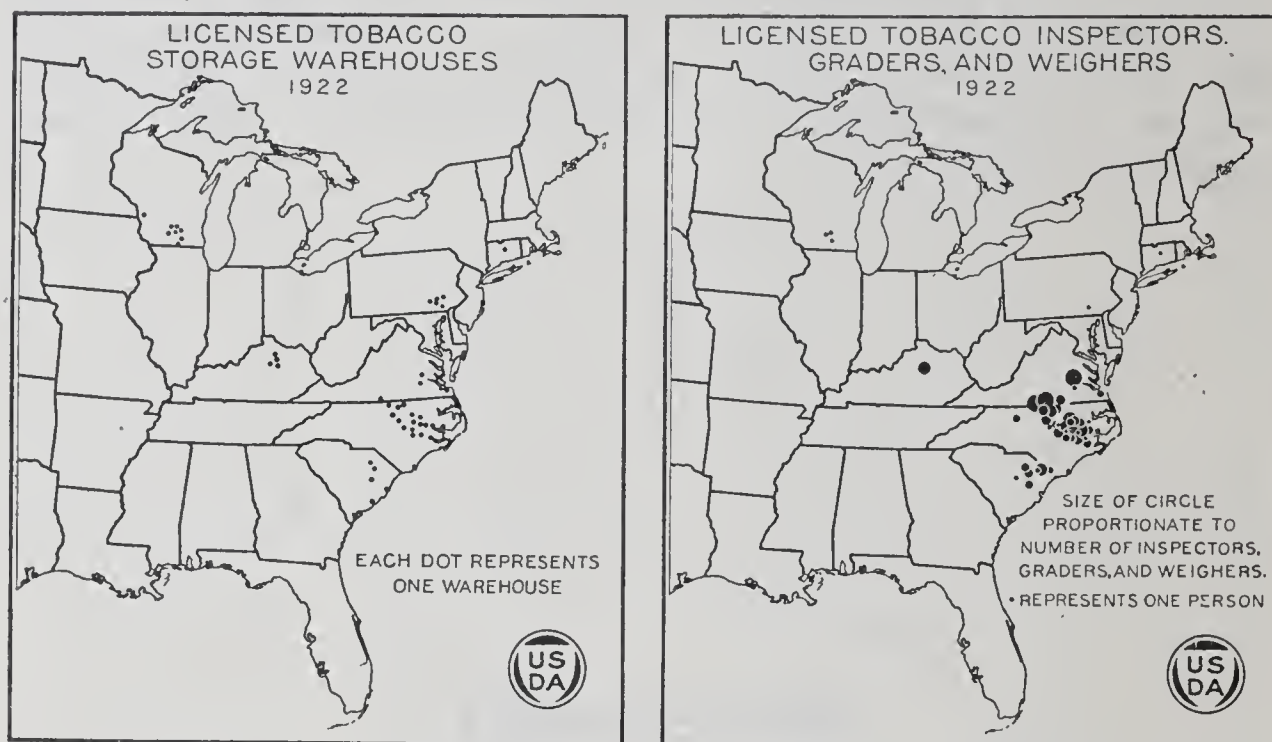 LICENSED TOBACCO
STORAGE WAREHOUSES
1922
EACH DOT REPRESENTS
ONE WAREHOUSE
US
DA
LICENSED TOBACCO INSPECTORS.
GRADERS, AND WEIGHERS
1922
SIZE OF CIRCLE
PROPORTIONATE TO
NUMBER OF INSPECTORS,
GRADERS, AND WEIGHERS.
• REPRESENTS ONE PERSON
US
DA